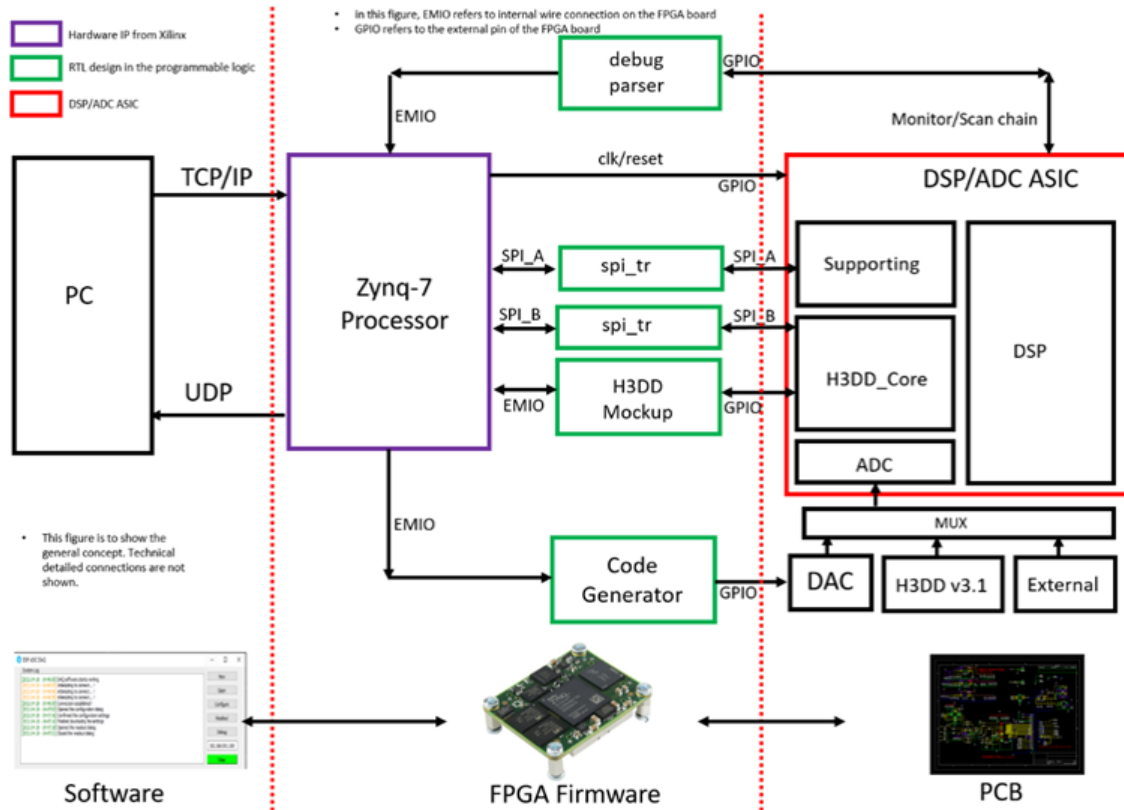 • in this figure, EMIO refers to internal wire connection on the FPGA board
• GPIO refers to the external pin of the FPGA board
Hardware IP from Xilinx
RTL design in the programmable logic
DSP/ADC ASIC
debug
parser
GPIO
EMIO
Monitor/Scan chain
TCP/IP
clk/reset
GPIO
DSP/ADC ASIC
PC
Zynq-7
Processor
SPI_A
spi_tr
SPI_A
Supporting
SPI_B
spi_tr
SPI_B
H3DD_Core
DSP
UDP
EMIO
H3DD
Mockup
GPIO
ADC
EMIO
MUX
• This figure is to show the
general concept. Technical
detailed connections are not
shown.
Code
Generator
GPIO
DAC
H3DD v3.1
External
Configure
Debug
Software
FPGA Firmware
PCB